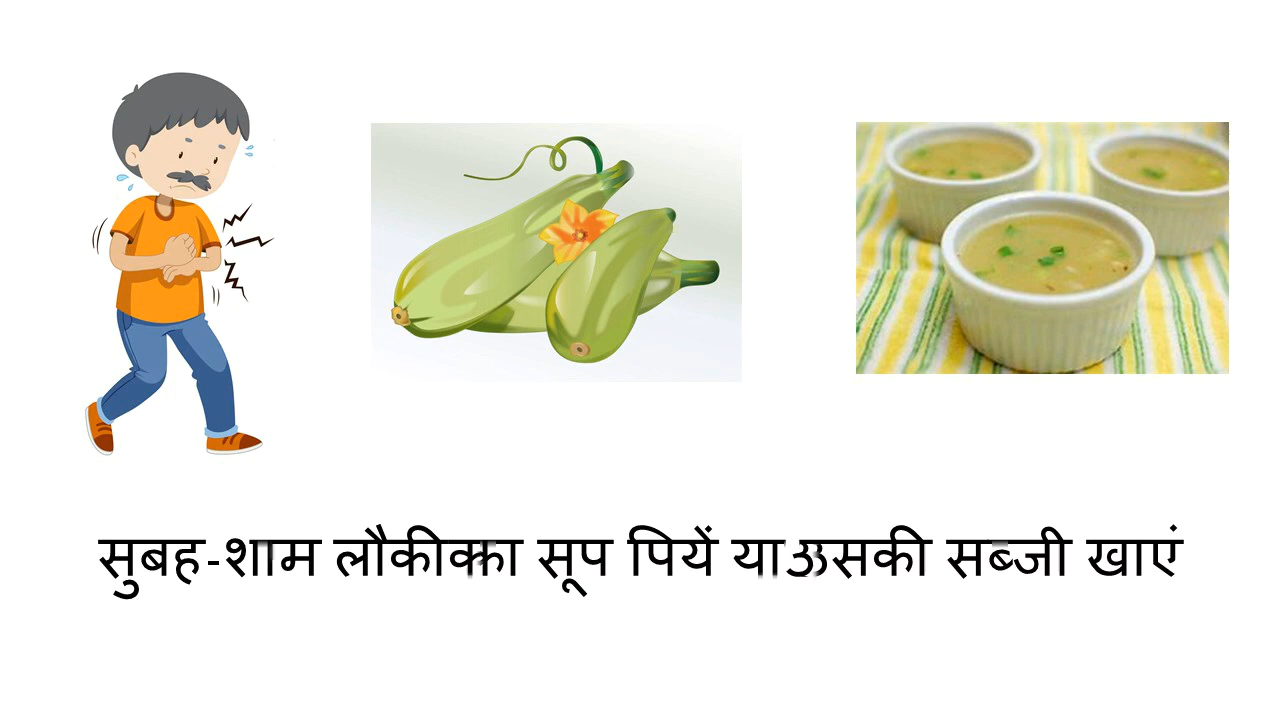 सुबह-शाम लौकी का सूप पियें या उसकी सब्जी खाएं